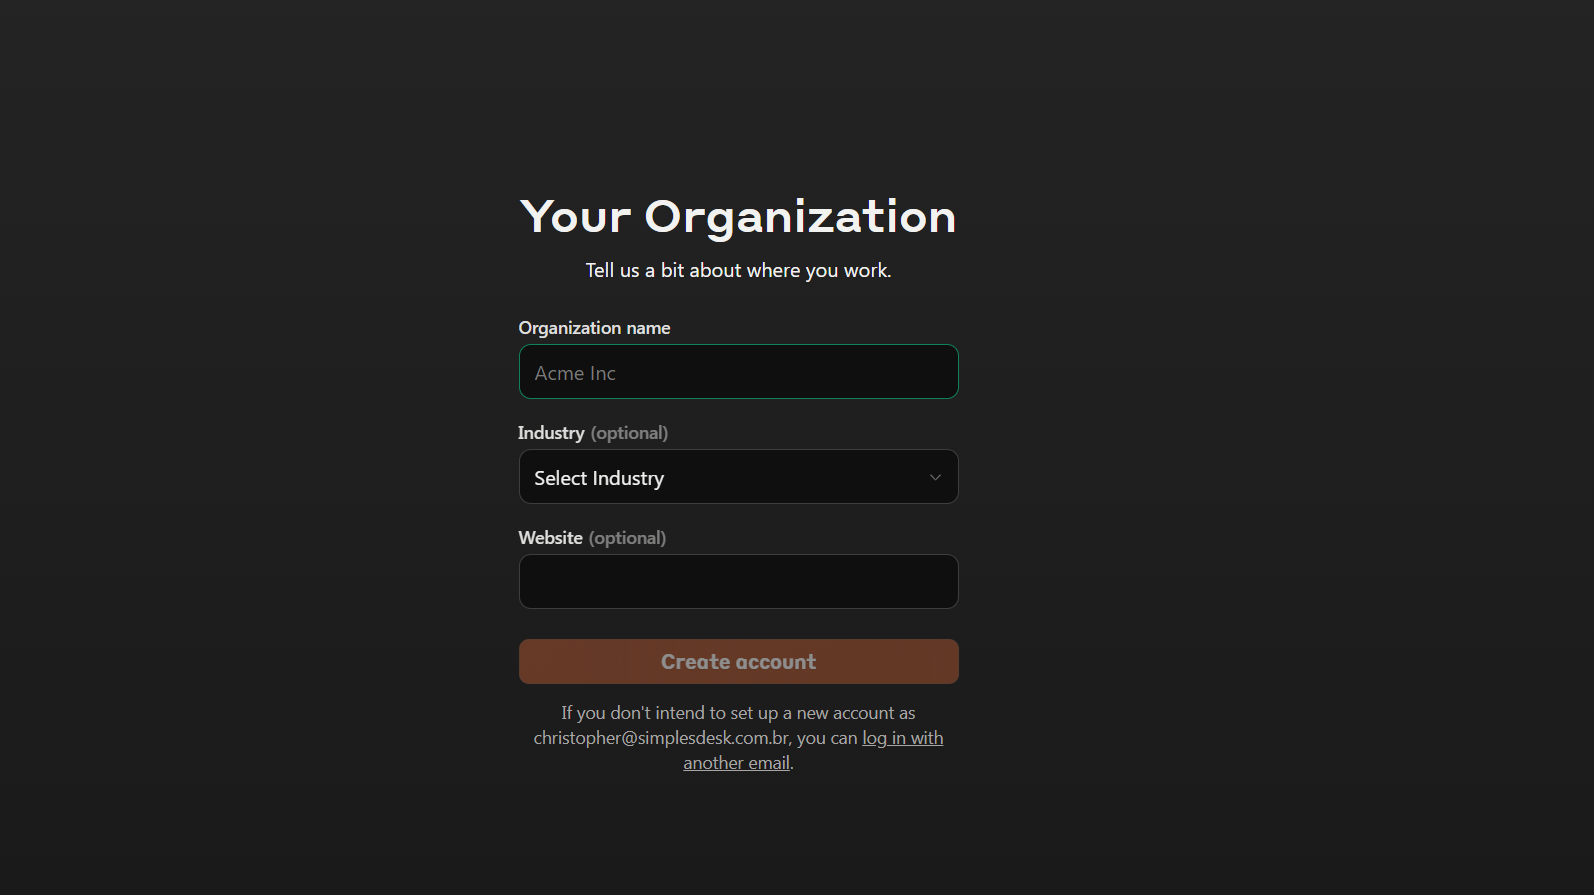 Your Organization
Tell us a bit about where you work.
Organization name
Acme Inc
Industry (optional)
Select Industry
Website (optional)
Create account
If you don't intend to set up a new account as
christopher@simplesdesk.com.br, you can log in with
another email.